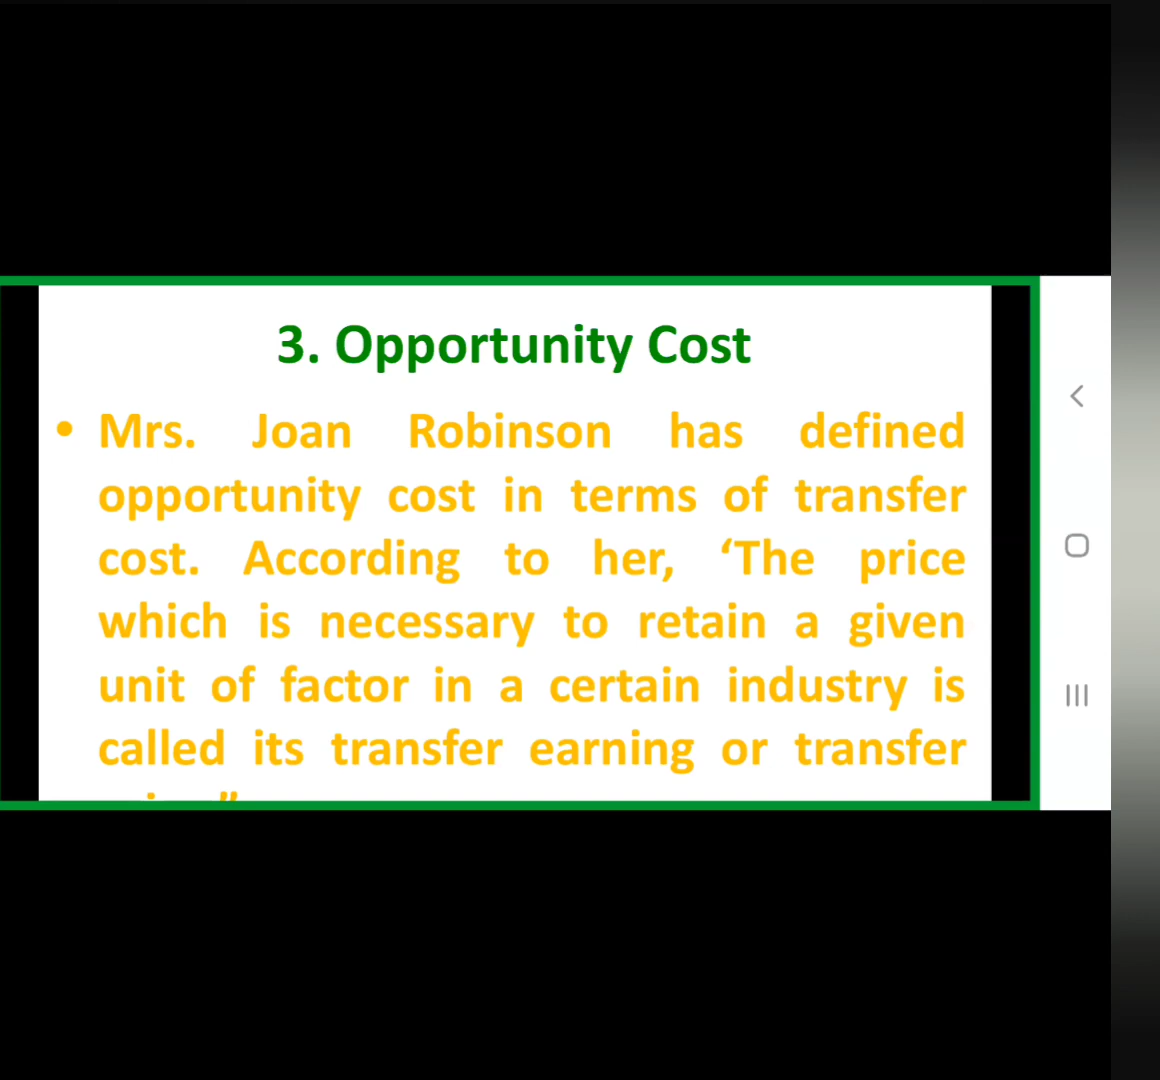 3. Opportunity Cost
• Mrs. Joan Robinson has defined
opportunity cost in terms of transfer
cost. According to her, ‘The price
which is necessary to retain a given
unit of factor in a certain industry is
called its transfer earning or transfer